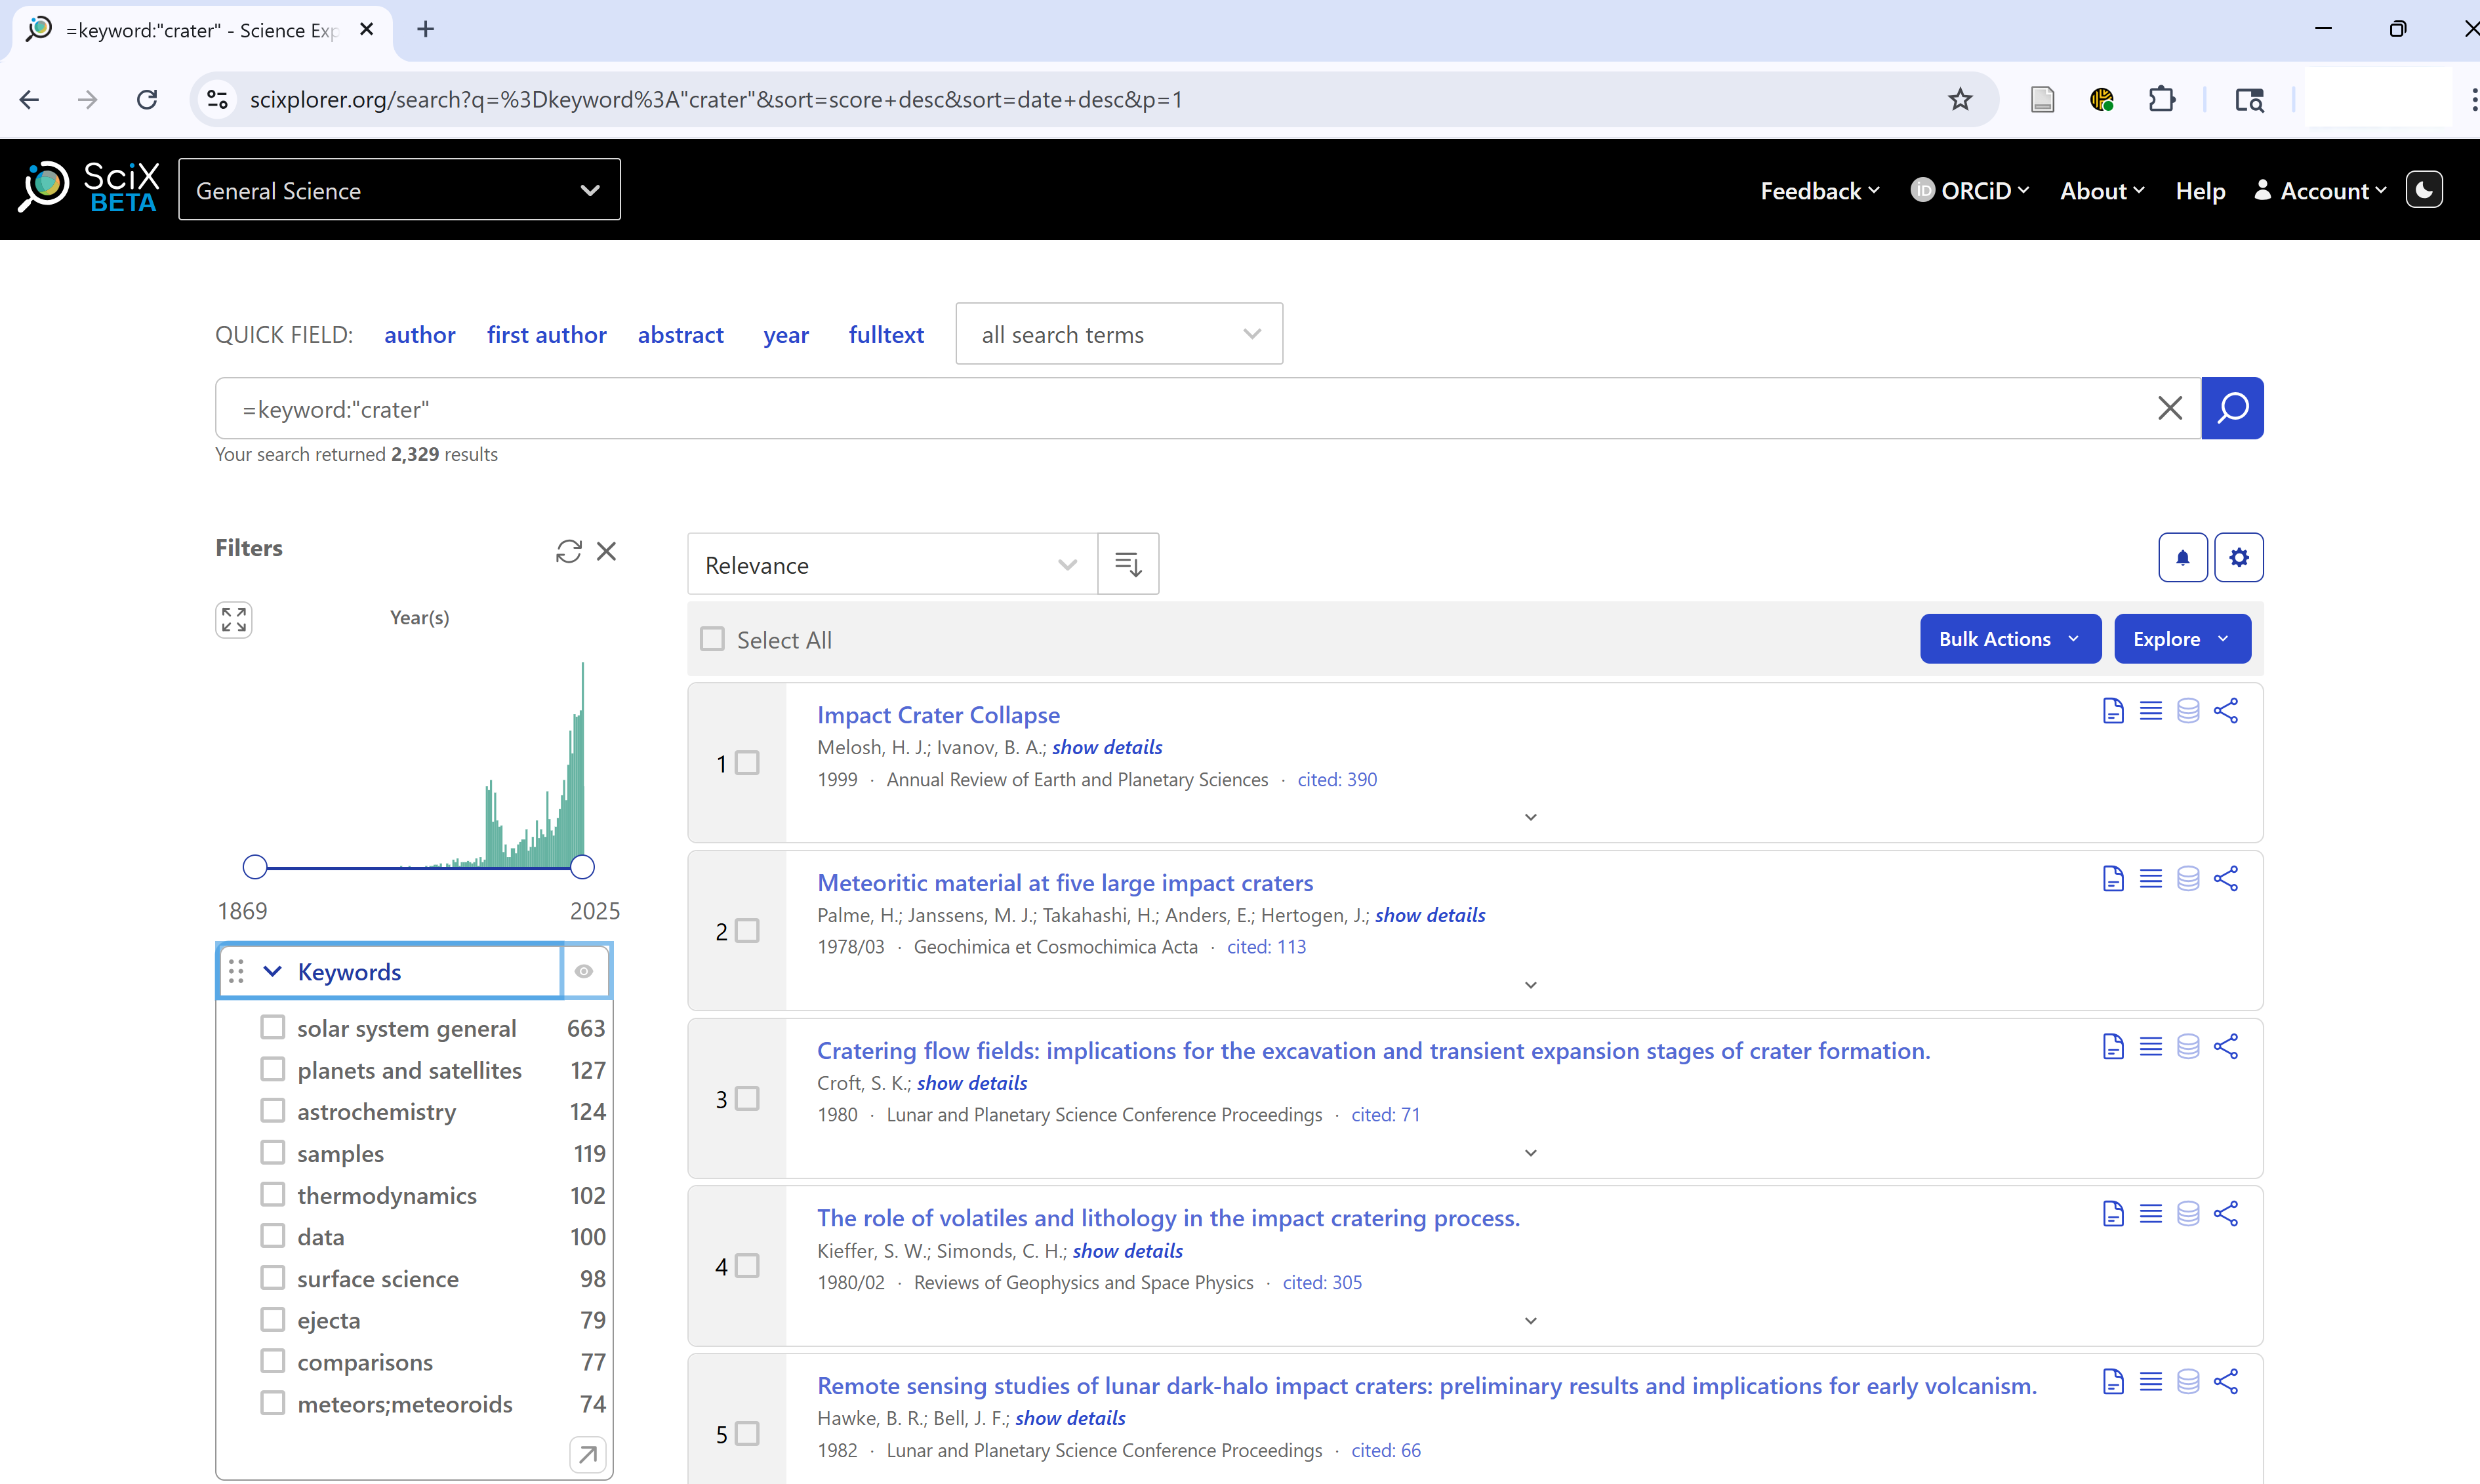 =keyword:"crater" - Science Exp
scixplorer.org/search?q=%3Dkeyword%3A"crater"&sort=score+desc&sort=date+desc&p=1
SciX
BETA
General Science
Feedback
iD ORCiD
About
Help
Account
QUICK FIELD: author first author abstract year fulltext all search terms
=keyword:"crater"
Your search returned 2,329 results
Filters
Year(s)
1869 2025
Keywords
solar system general 663
planets and satellites 127
astrochemistry 124
samples 119
thermodynamics 102
data 100
surface science 98
ejecta 79
comparisons 77
meteors;meteoroids 74
Relevance
Select All
Bulk Actions
Explore
1
Impact Crater Collapse
Melosh, H. J.; Ivanov, B. A.; show details
1999 · Annual Review of Earth and Planetary Sciences · cited: 390
2
Meteoritic material at five large impact craters
Palme, H.; Janssens, M. J.; Takahashi, H.; Anders, E.; Hertogen, J.; show details
1978/03 · Geochimica et Cosmochimica Acta · cited: 113
3
Cratering flow fields: implications for the excavation and transient expansion stages of crater formation.
Croft, S. K.; show details
1980 · Lunar and Planetary Science Conference Proceedings · cited: 71
4
The role of volatiles and lithology in the impact cratering process.
Kieffer, S. W.; Simonds, C. H.; show details
1980/02 · Reviews of Geophysics and Space Physics · cited: 305
5
Remote sensing studies of lunar dark-halo impact craters: preliminary results and implications for early volcanism.
Hawke, B. R.; Bell, J. F.; show details
1982 · Lunar and Planetary Science Conference Proceedings · cited: 66